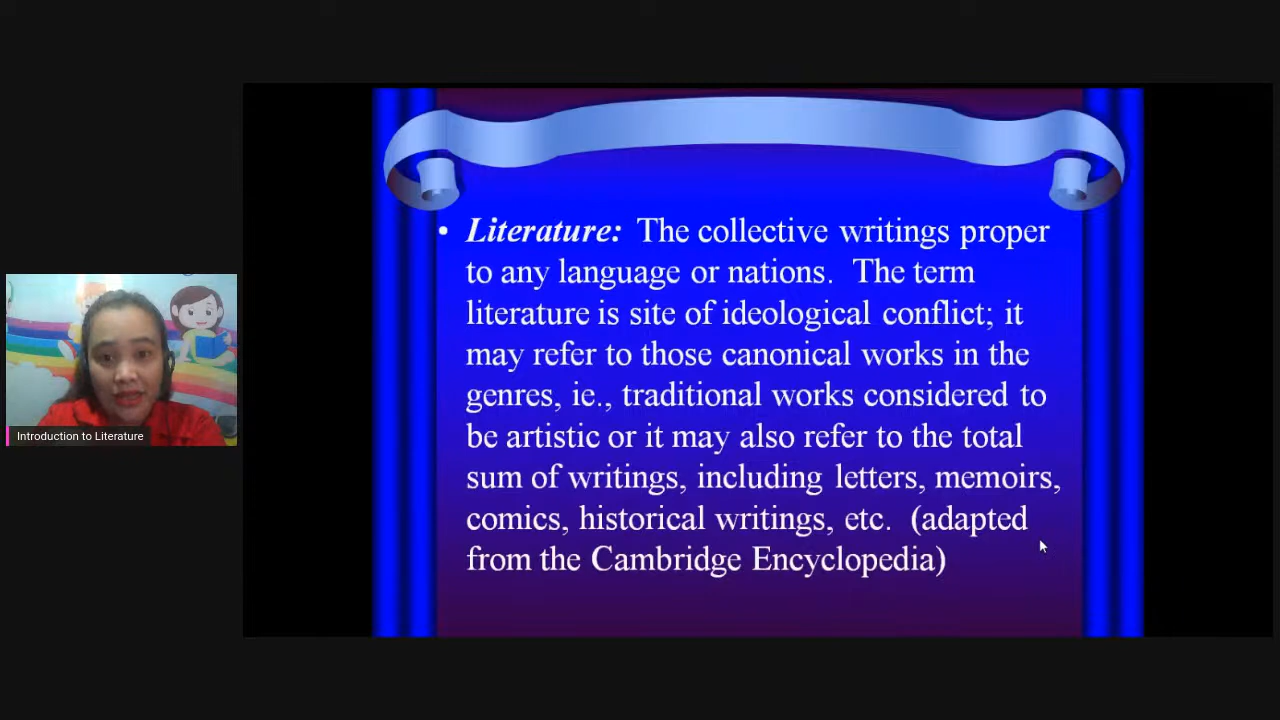 • Literature: The collective writings proper
to any language or nations. The term
literature is site of ideological conflict; it
may refer to those canonical works in the
genres, ie., traditional works considered to
be artistic or it may also refer to the total
sum of writings, including letters, memoirs,
comics, historical writings, etc. (adapted
from the Cambridge Encyclopedia)
Introduction to Literature